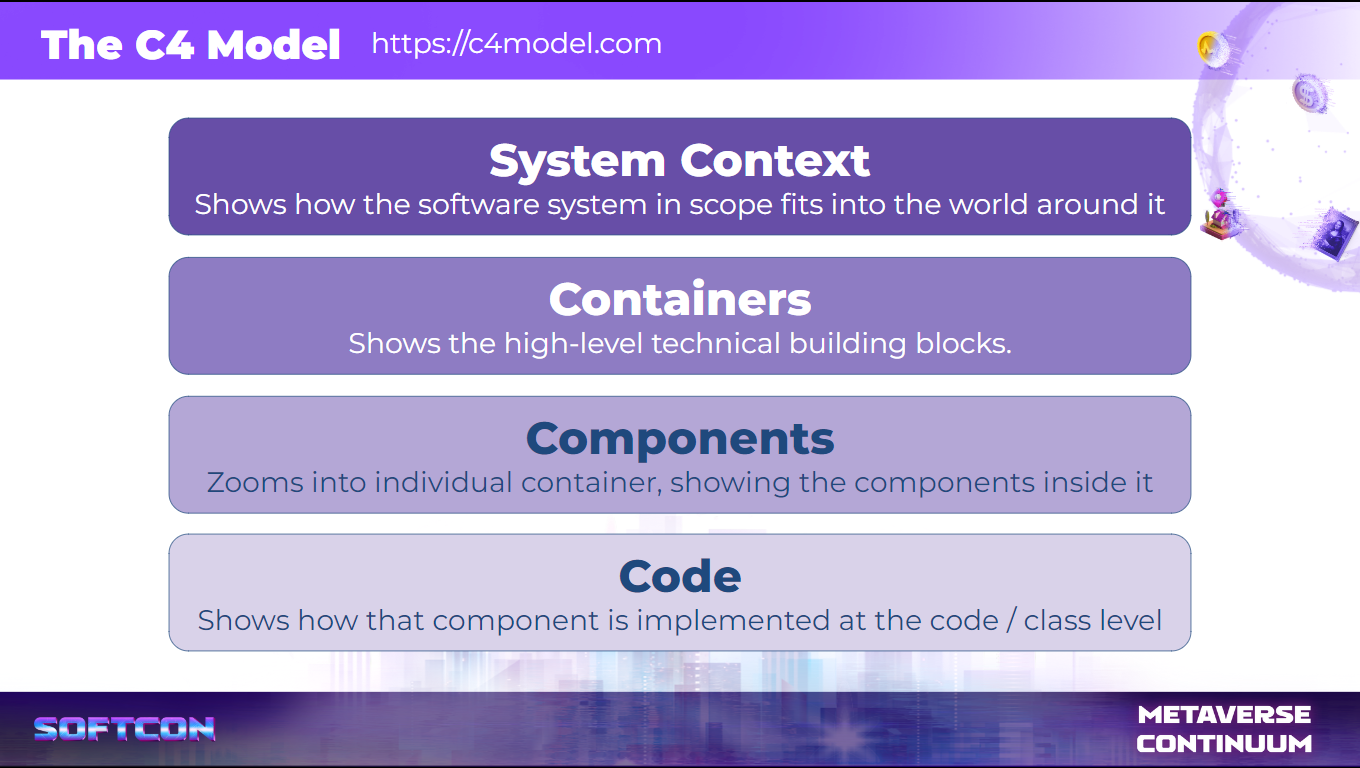 The C4 Model https://c4model.com
System Context
Shows how the software system in scope fits into the world around it
Containers
Shows the high-level technical building blocks.
Components
Zooms into individual container, showing the components inside it
Code
Shows how that component is implemented at the code / class level
SOFTCON
METAVERSE
CONTINUUM